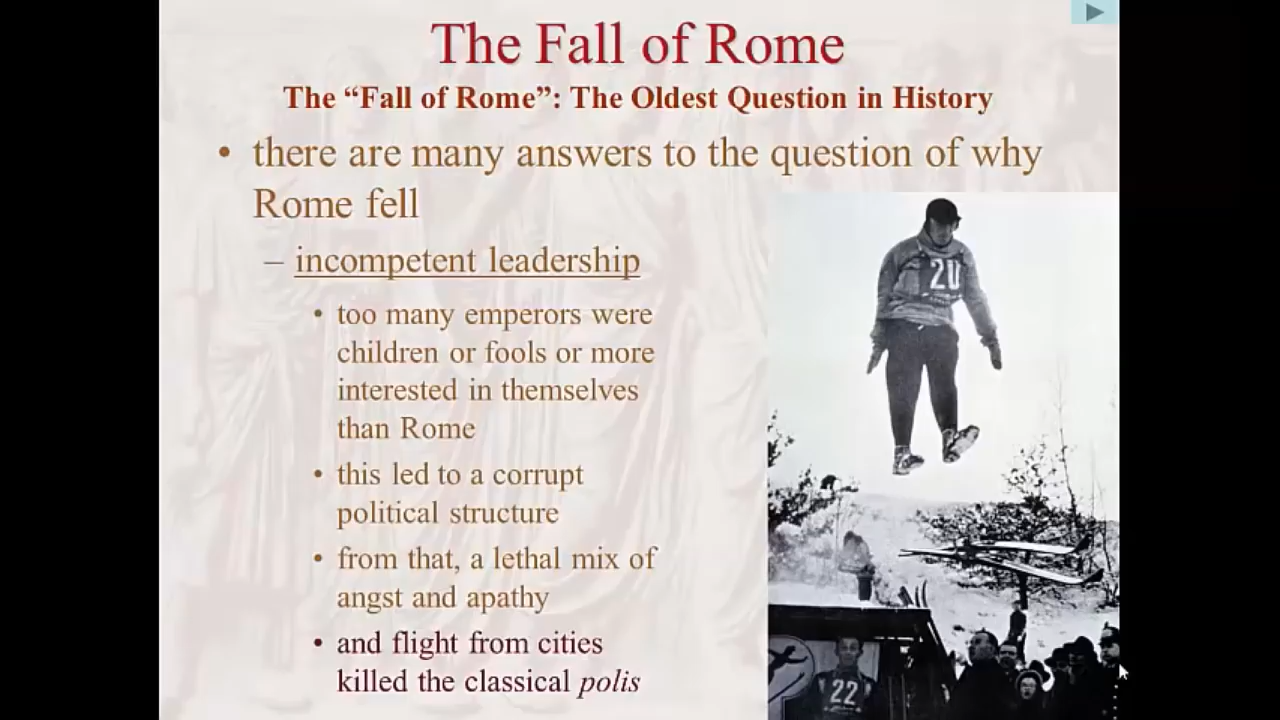 The Fall of Rome
The “Fall of Rome”: The Oldest Question in History
• there are many answers to the question of why
Rome fell
– incompetent leadership
• too many emperors were
children or fools or more
interested in themselves
than Rome
• this led to a corrupt
political structure
• from that, a lethal mix of
angst and apathy
• and flight from cities
killed the classical polis
20
22